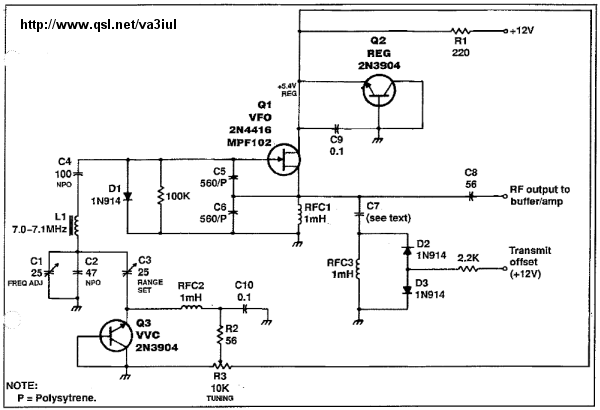 http://www.qsl.net/va3iul
Q2
REG
2N3904
R1
220
+12V
+5.4V
REG
Q1
VFO
2N4416
MPF102
C9
0.1
C4
100
NPO
D1
1N914
100K
C5
560/P
C6
560/P
RFC1
1mH
C7
(see text)
C8
56
RF output to
buffer/amp
L1
7.0-7.1MHz
C1
25
FREQ ADJ
C2
47
NPO
C3
25
RANGE
SET
RFC2
1mH
C10
0.1
RFC3
1mH
D2
1N914
D3
1N914
2.2K
Transmit
offset
(+12V)
Q3
VVC
2N3904
R2
56
R3
10K
TUNING
NOTE:
P = Polysytrene.